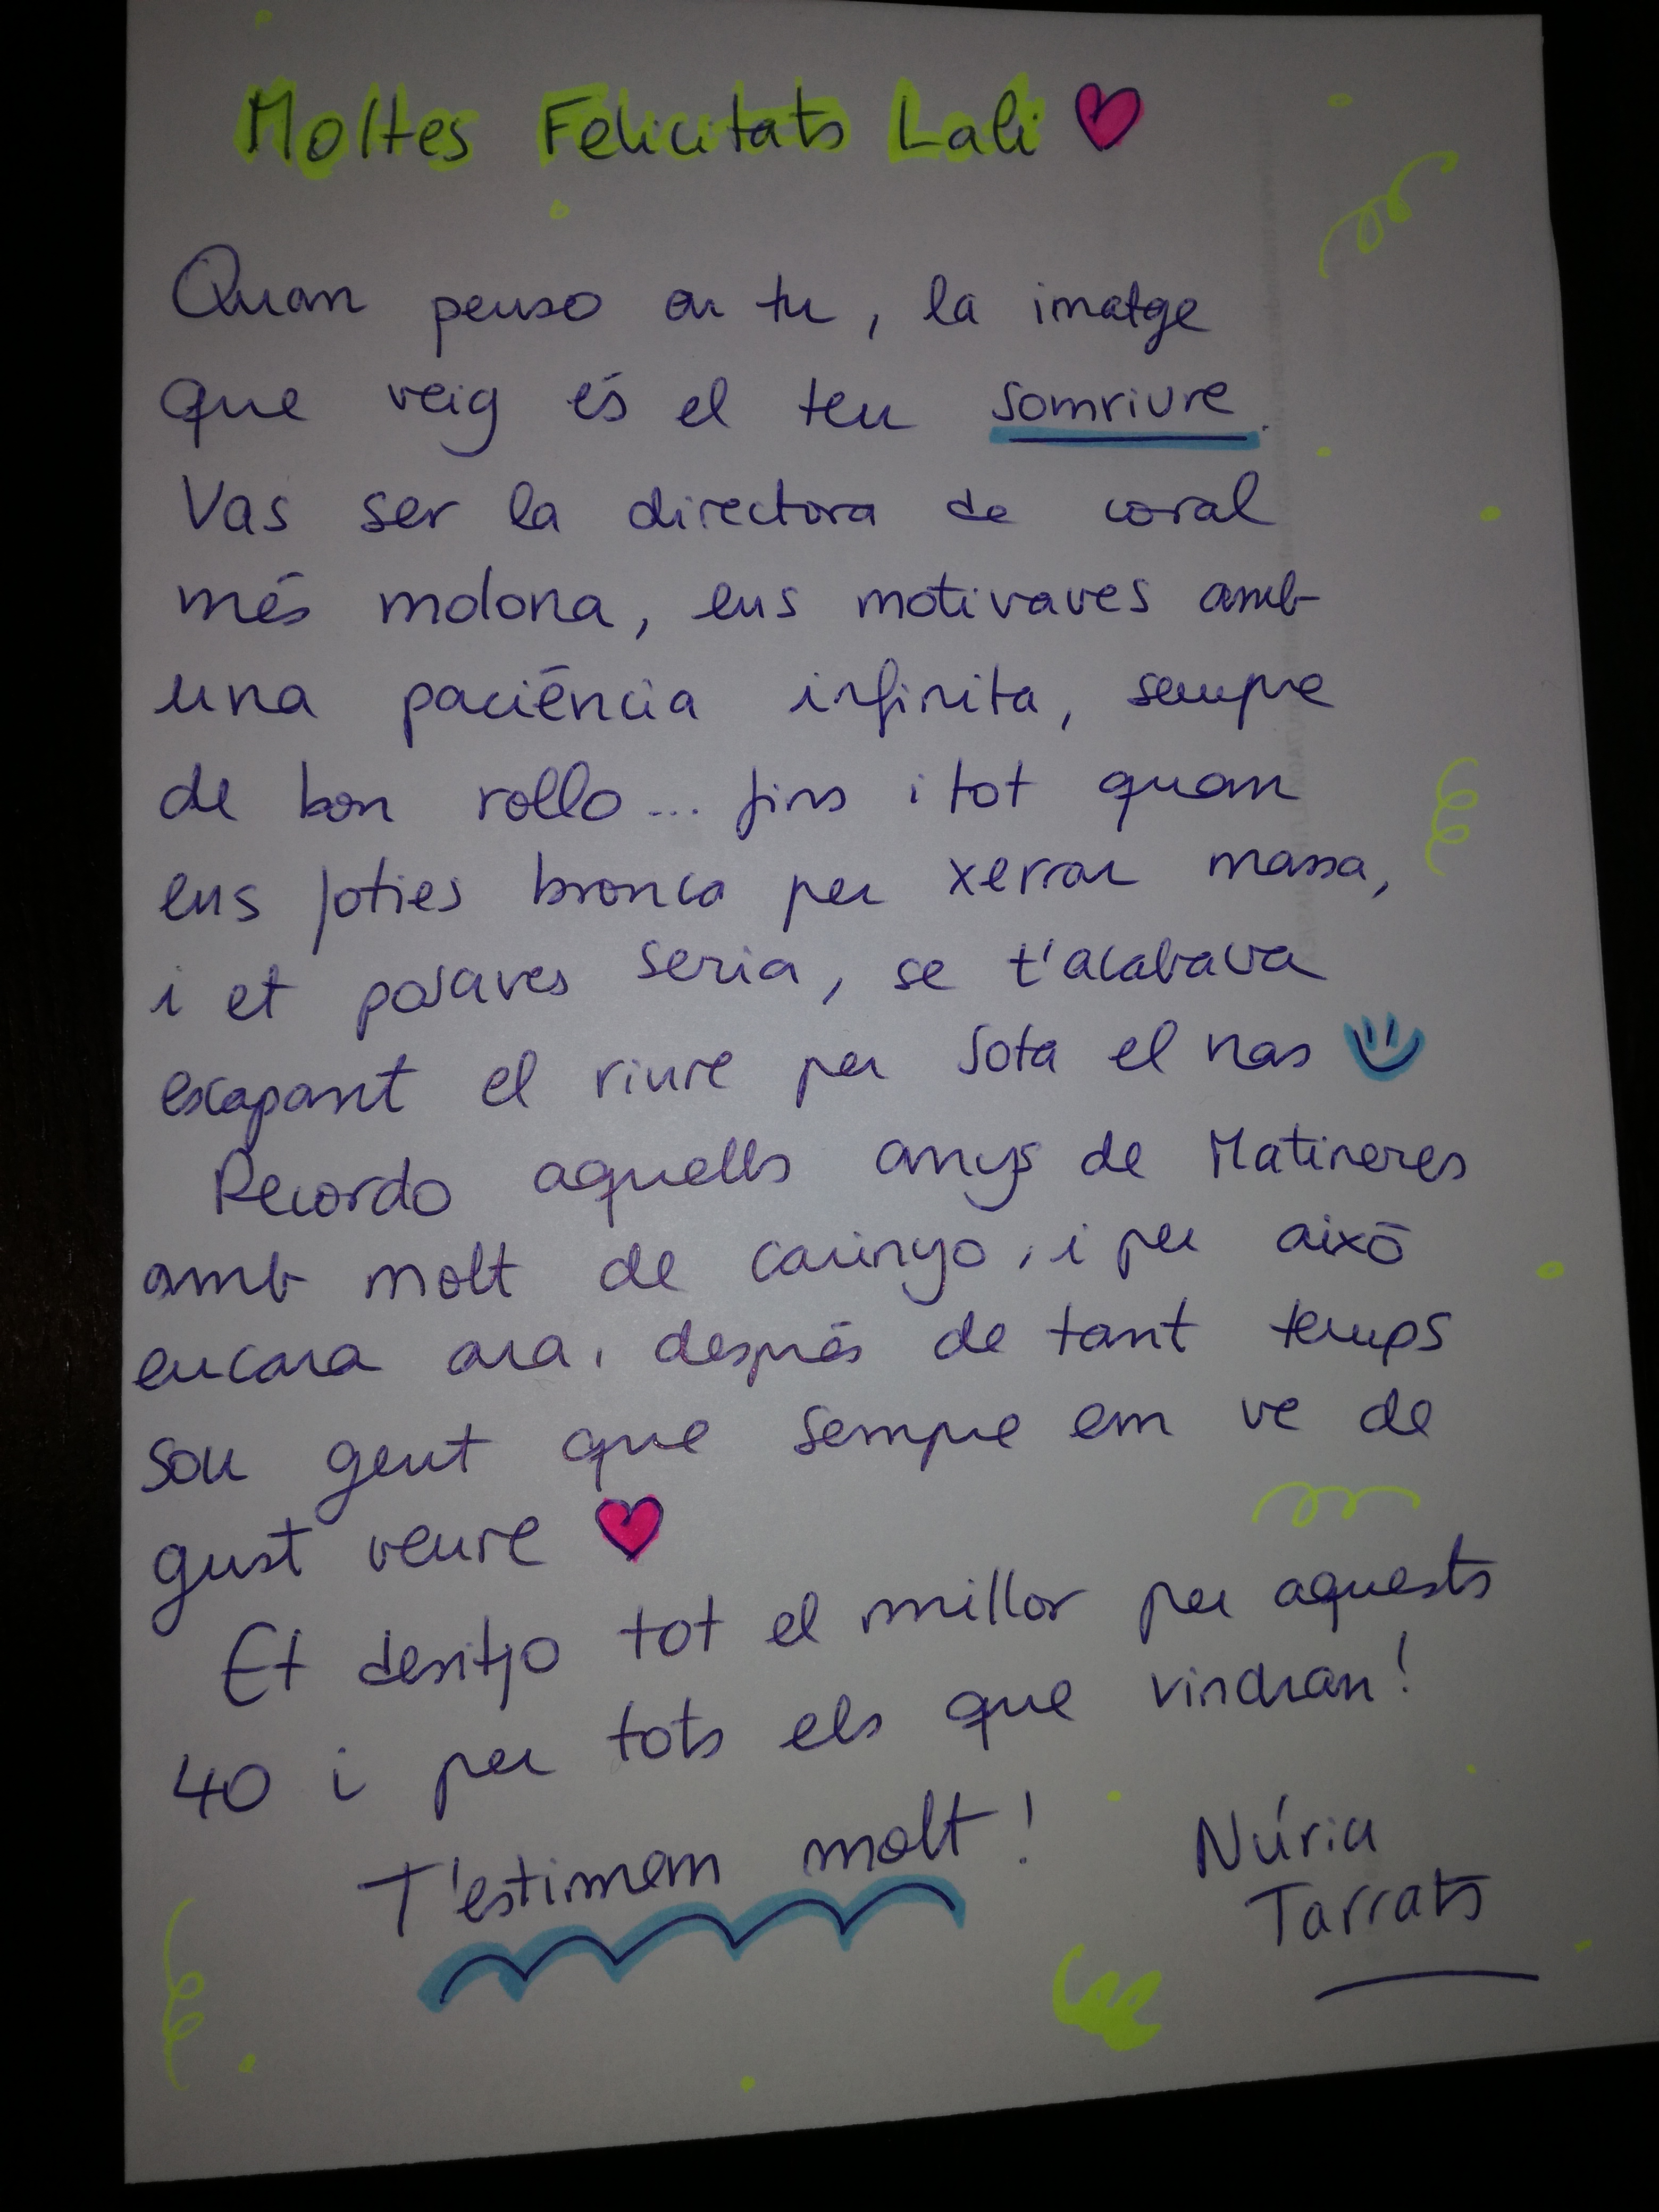 Moltes Felicitats Lali
Quan penso en tu, la imatge
que veig és el teu somriure.
Vas ser la directora de coral
més molona, ens motivaves amb
una paciència infinita, sempre
de bon rollo... fins i tot quan
ens foties bronca per xerrar massa,
i et posaves seria, se t'acabava
escapant el riure per sota el nas
Recordo aquells anys de Matineres
amb molt de carinyo, i per això
encara ara, després de tant temps
sou gent que sempre em ve de
gust veure
Et desitjo tot el millor per aquests
40 i per tots els que vindran!
T'estimem molt!
Núria
Tarrats